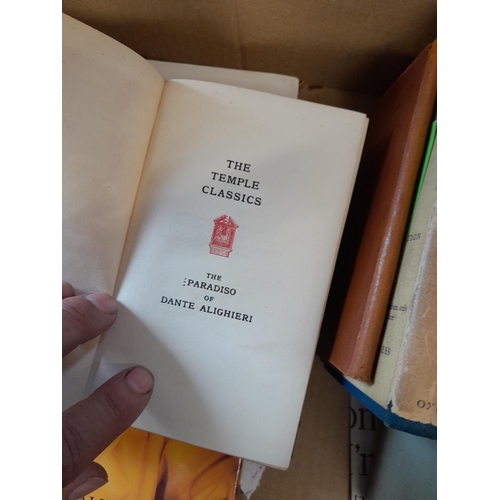 THE
TEMPLE
CLASSICS
THE
PARADISO
OF
DANTE ALIGHIERI